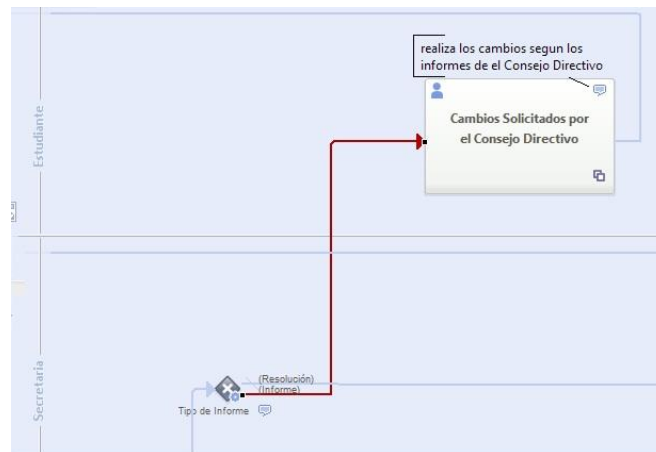 realiza los cambios segun los
informes de el Consejo Directivo
Cambios Solicitados por
el Consejo Directivo
Estudiante
(Resolución)
(Informe)
Tipo de Informe
Secretaria